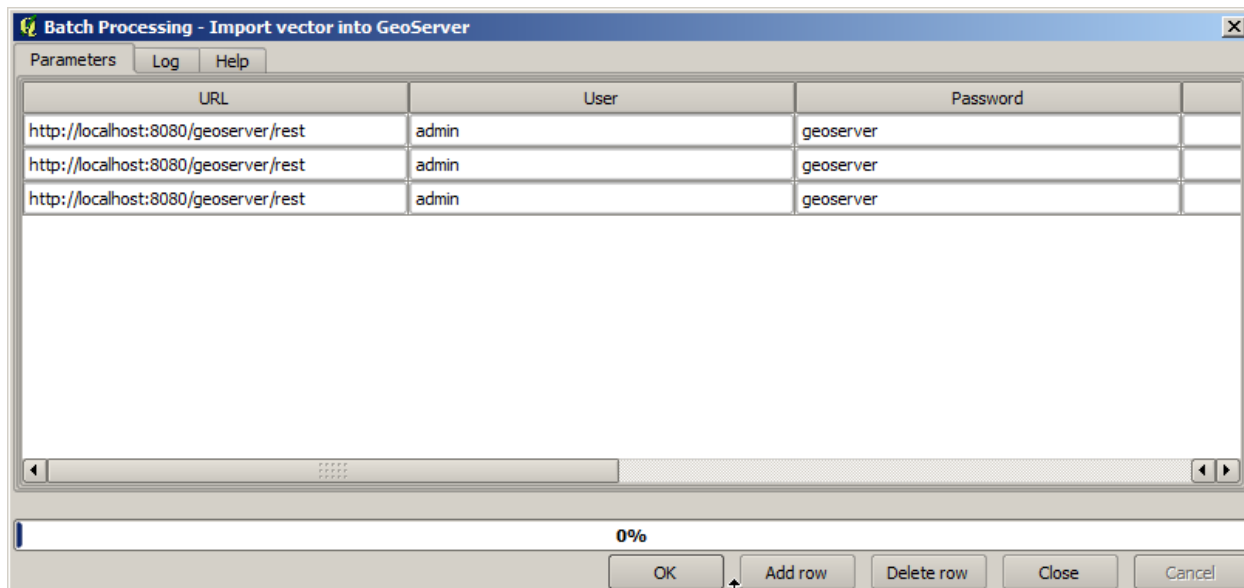 Batch Processing - Import vector into GeoServer
Parameters Log Help
URL User Password
http://localhost:8080/geoserver/rest admin geoserver
http://localhost:8080/geoserver/rest admin geoserver
http://localhost:8080/geoserver/rest admin geoserver
0%
OK Add row Delete row Close Cancel